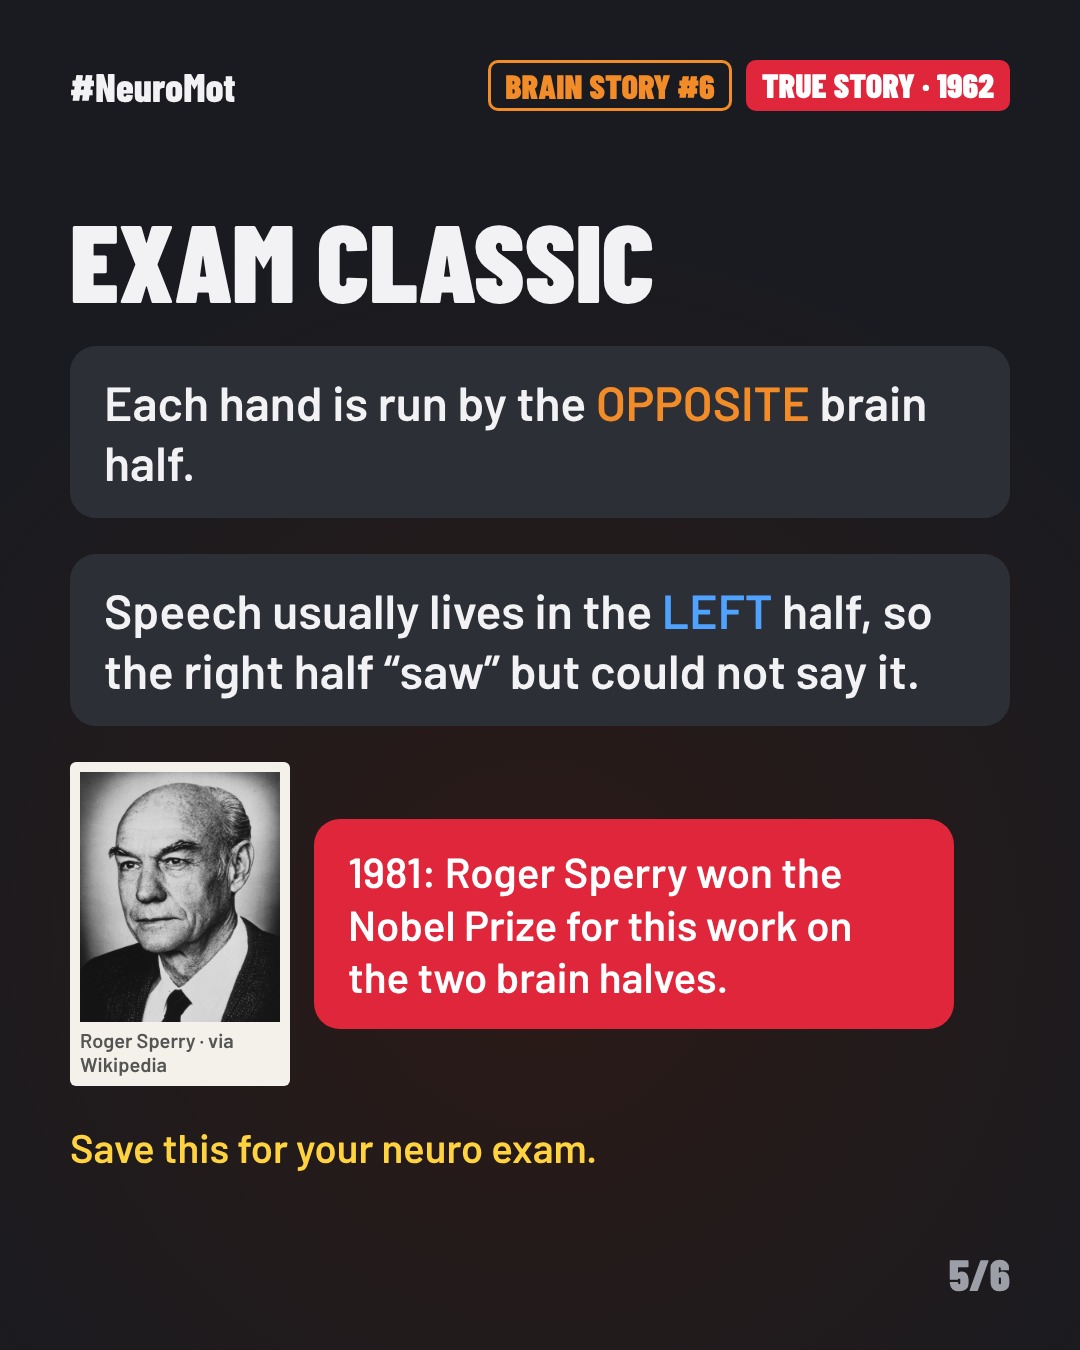 #NeuroMot
BRAIN STORY #6
TRUE STORY · 1962
EXAM CLASSIC
Each hand is run by the OPPOSITE brain
half.
Speech usually lives in the LEFT half, so
the right half “saw” but could not say it.
Roger Sperry · via
Wikipedia
1981: Roger Sperry won the
Nobel Prize for this work on
the two brain halves.
Save this for your neuro exam.
5/6